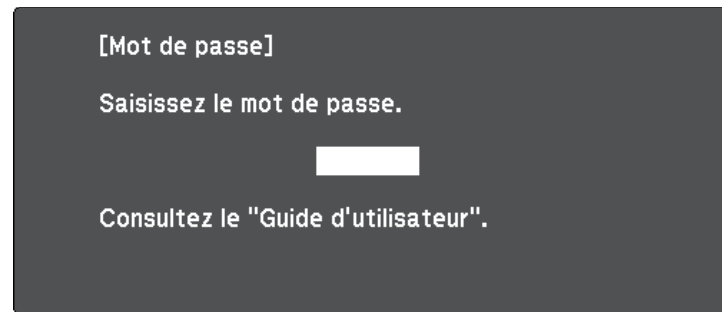 [Mot de passe]
Saisissez le mot de passe.
Consultez le "Guide d'utilisateur".